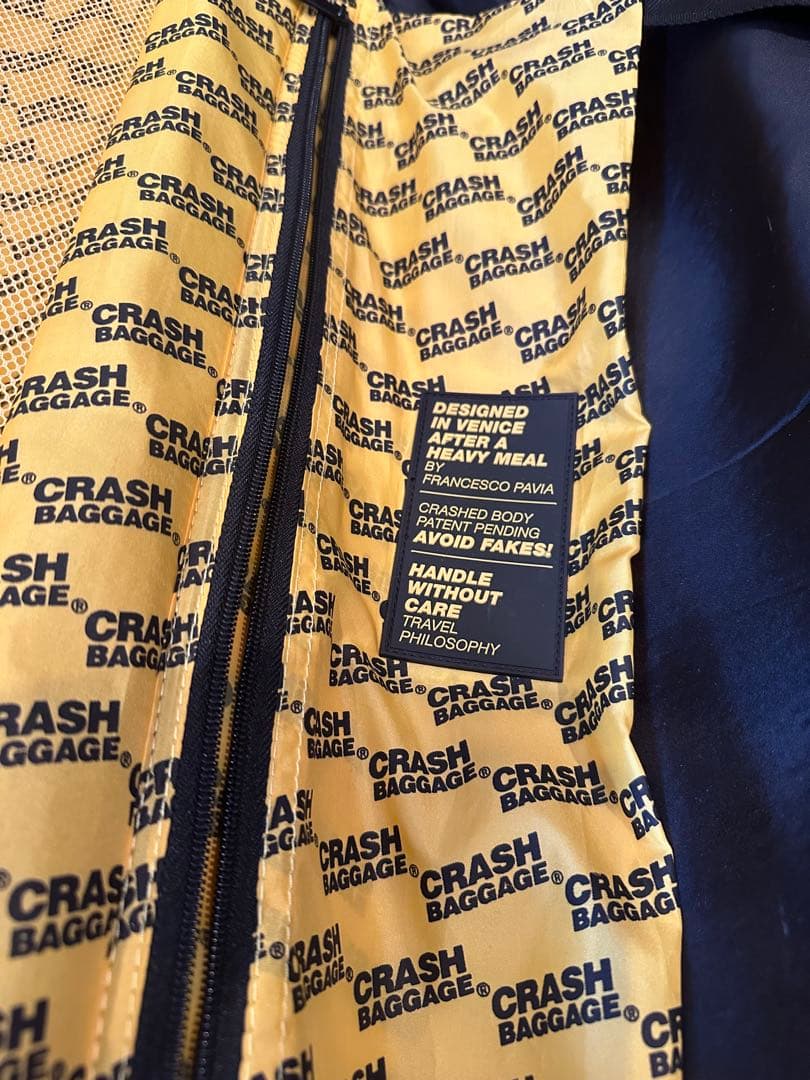 CRASH
BAGGAGE®
DESIGNED
IN VENICE
AFTER A
HEAVY MEAL
BY
FRANCESCO PAVIA
CRASHED BODY
PATENT PENDING
AVOID FAKES!
HANDLE
WITHOUT
CARE
TRAVEL
PHILOSOPHY